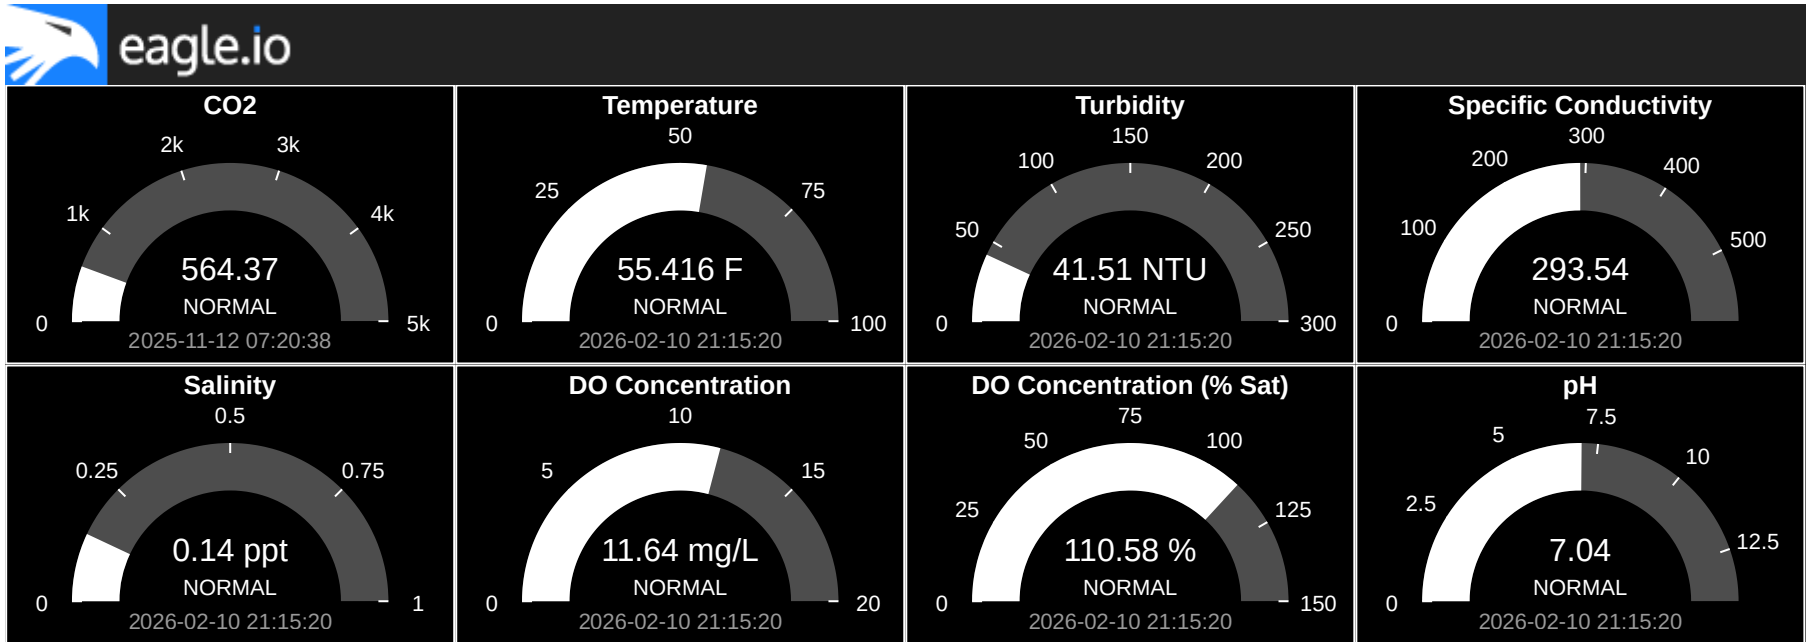 eagle.io
CO2
0
1k
2k
3k
4k
5k
564.37
NORMAL
2025-11-12 07:20:38
Temperature
0
25
50
75
100
55.416 F
NORMAL
2026-02-10 21:15:20
Turbidity
0
50
100
150
200
250
300
41.51 NTU
NORMAL
2026-02-10 21:15:20
Specific Conductivity
0
100
200
300
400
500
293.54
NORMAL
2026-02-10 21:15:20
Salinity
0
0.25
0.5
0.75
1
0.14 ppt
NORMAL
2026-02-10 21:15:20
DO Concentration
0
5
10
15
20
11.64 mg/L
NORMAL
2026-02-10 21:15:20
DO Concentration (% Sat)
0
25
50
75
100
125
150
110.58 %
NORMAL
2026-02-10 21:15:20
pH
0
2.5
5
7.5
10
12.5
7.04
NORMAL
2026-02-10 21:15:20